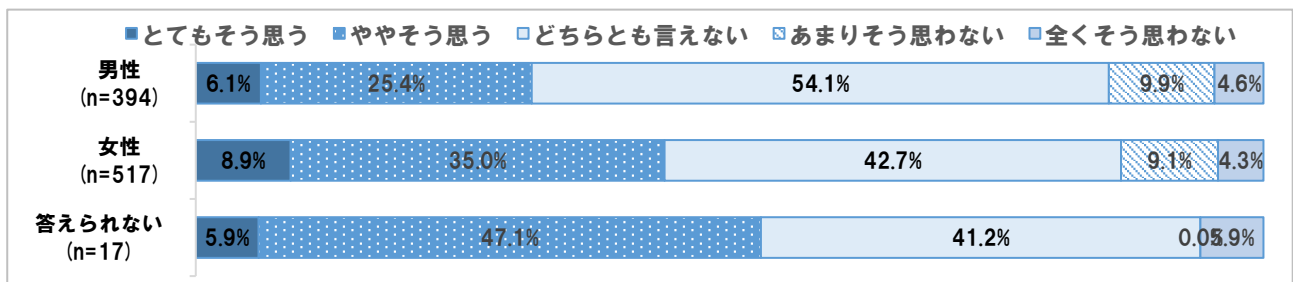 ■とてもそう思う ■ややそう思う □どちらとも言えない あまりそう思わない ■全くそう思わない
男性
(n=394)
6.1% 25.4% 54.1% 9.9% 4.6%
女性
(n=517)
8.9% 35.0% 42.7% 9.1% 4.3%
答えられない
(n=17)
5.9% 47.1% 41.2% 5.9%